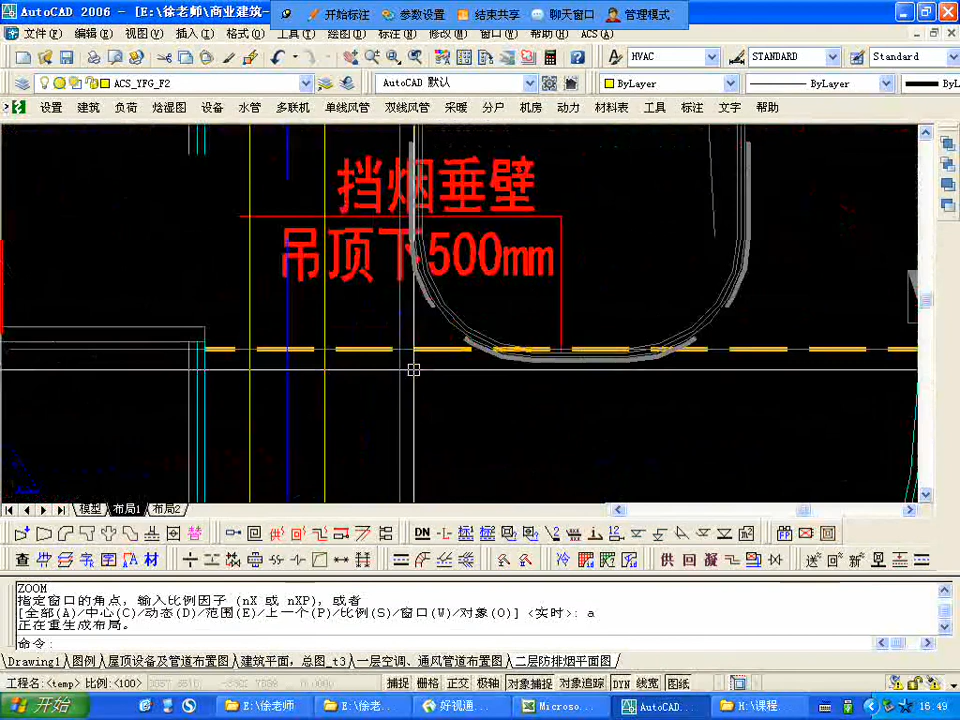 AutoCAD 2006 - [E:\徐老师\商业建筑-
开始标注 参数设置 结束共享 聊天窗口 管理模式
文件(F) 编辑(E) 视图(V) 插入(I) 格式(O) 工具(T) 绘图(D) 标注(N) 修改(M) 窗口(W) 帮助(H) ACS(A)
HVAC STANDARD Standard
ACS_YFG_F2 AutoCAD 默认 ByLayer ByLayer ByL
设置 建筑 负荷 焓湿图 设备 水管 多联机 单线风管 双线风管 采暖 分户 机房 动力 材料表 工具 标注 文字 帮助
挡烟垂壁
吊顶下500mm
模型 布局1 布局2
ZOOM
指定窗口的角点，输入比例因子 (nX 或 nXP)，或者
[全部(A)/中心(C)/动态(D)/范围(E)/上一个(P)/比例(S)/窗口(W)/对象(O)] <实时>: a
正在重生成布局。
命令:
Drawing1 图例 屋顶设备及管道布置图 建筑平面，总图_t3 一层空调、通风管道布置图 二层防排烟平面图
工程名:<temp> 比例:<100> 捕捉 栅格 正交 极轴 对象捕捉 对象追踪 DYN 线宽 图纸
开始 E:\徐老师 E:\徐老... 好视通... Microso... AutoCAD... H:\课程 16:49